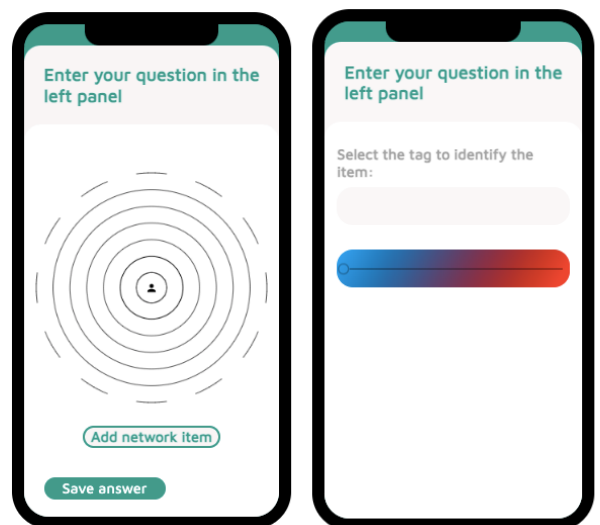 Enter your question in the
left panel
Add network item
Save answer
Enter your question in the
left panel
Select the tag to identify the
item: